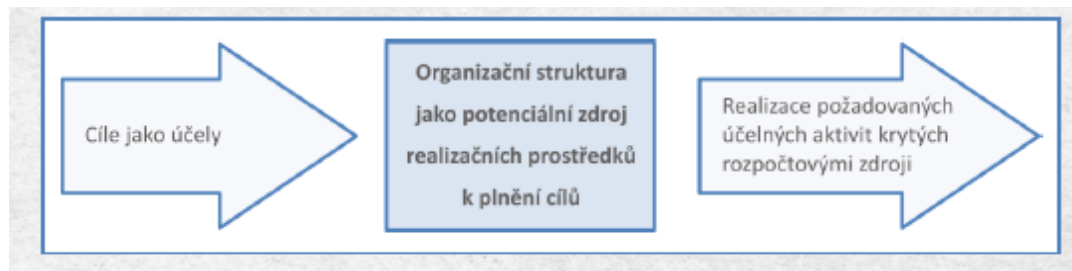 Cíle jako účely
Organizační struktura
jako potenciální zdroj
realizačních prostředků
k plnění cílů
Realizace požadovaných
účelných aktivit krytých
rozpočtovými zdroji